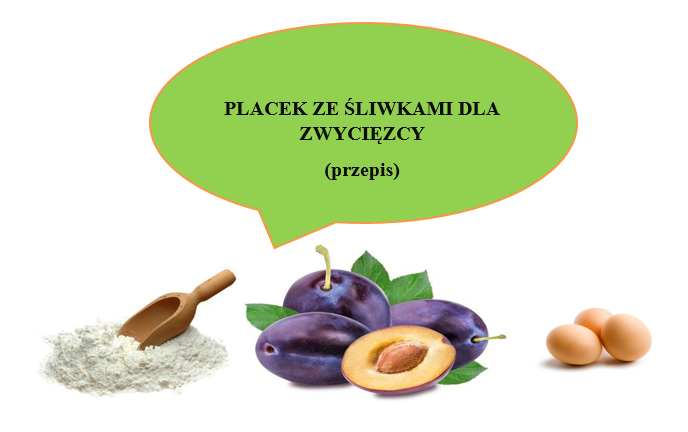 PLACEK ZE ŚLIWKAMI DLA
ZWYCIĘZCY
(przepis)